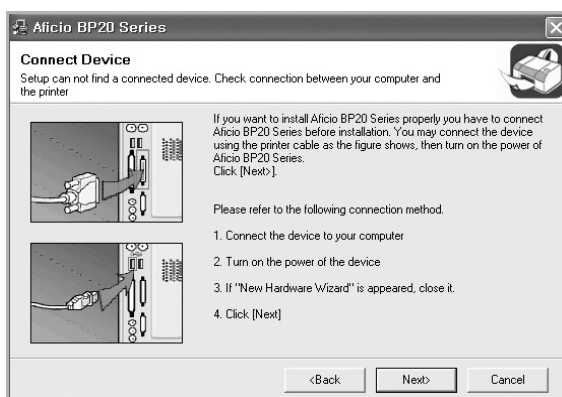 Aficio BP20 Series
Connect Device
Setup can not find a connected device. Check connection between your computer and
the printer
If you want to install Aficio BP20 Series properly you have to connect
Aficio BP20 Series before installation. You may connect the device
using the printer cable as the figure shows, then turn on the power of
Aficio BP20 Series.
Click [Next>].
Please refer to the following connection method.
1. Connect the device to your computer
2. Turn on the power of the device
3. If "New Hardware Wizard" is appeared, close it.
4. Click [Next]
<Back
Next>
Cancel